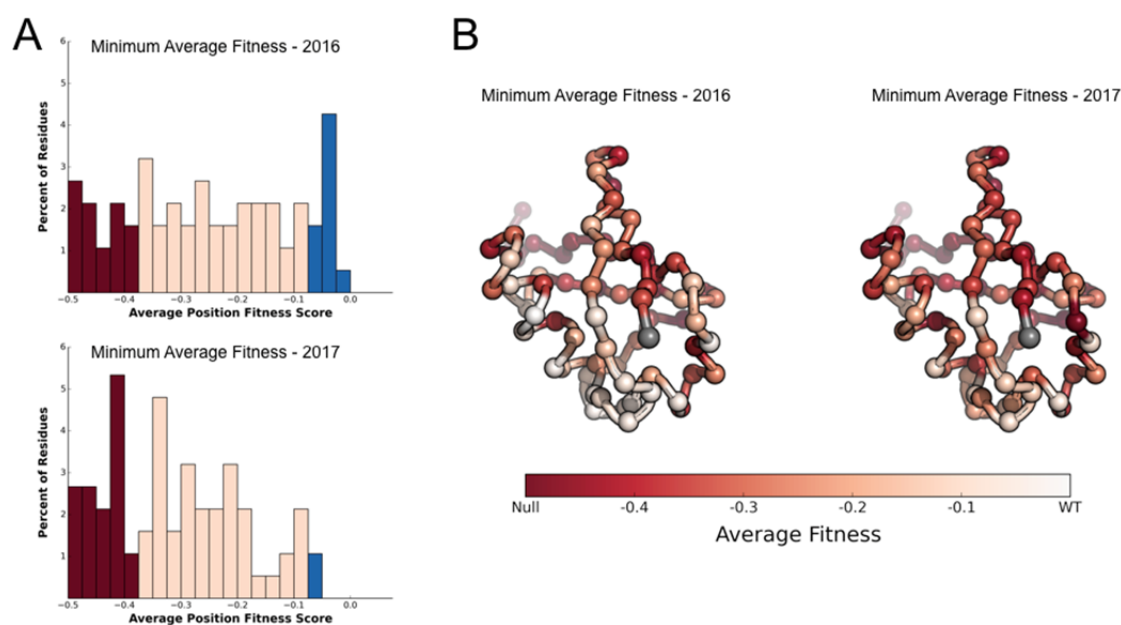 A
Minimum Average Fitness - 2016
6
5
4
3
2
1
Percent of Residues
−0.5 −0.4 −0.3 −0.2 −0.1 0.0
Average Position Fitness Score
Minimum Average Fitness - 2017
6
5
4
3
2
1
Percent of Residues
−0.5 −0.4 −0.3 −0.2 −0.1 0.0
Average Position Fitness Score
B
Minimum Average Fitness - 2016
Minimum Average Fitness - 2017
Null -0.4 -0.3 -0.2 -0.1 WT
Average Fitness